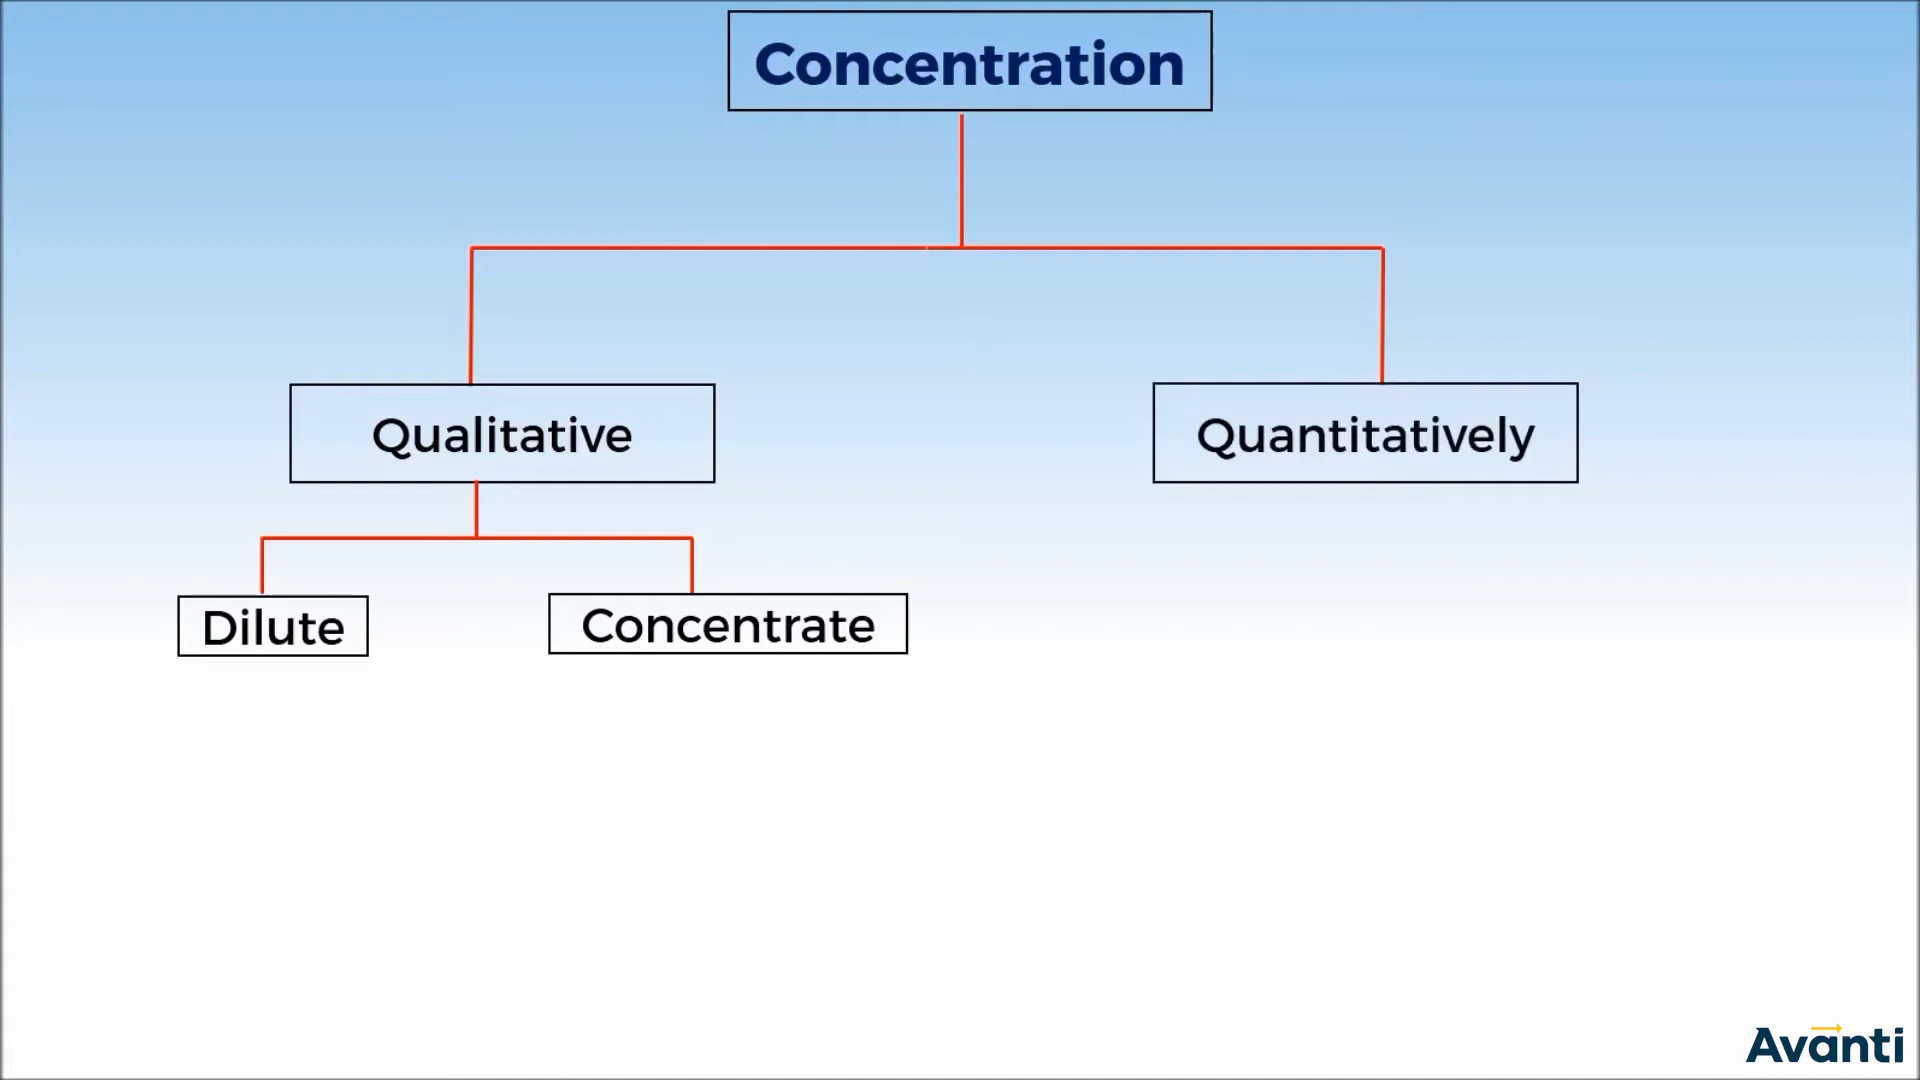 Concentration
Qualitative
Quantitatively
Dilute
Concentrate
Avanti